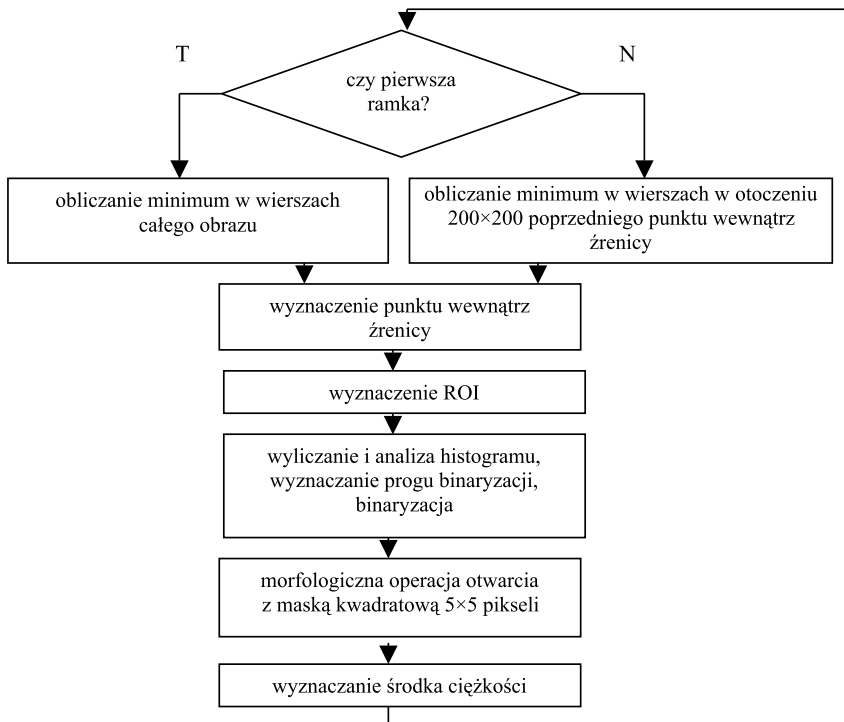 T
N
czy pierwsza
ramka?
obliczanie minimum w wierszach
całego obrazu
obliczanie minimum w wierszach w otoczeniu
200×200 poprzedniego punktu wewnątrz
źrenicy
wyznaczenie punktu wewnątrz
źrenicy
wyznaczenie ROI
wyliczanie i analiza histogramu,
wyznaczanie progu binaryzacji,
binaryzacja
morfologiczna operacja otwarcia
z maską kwadratową 5×5 pikseli
wyznaczanie środka ciężkości